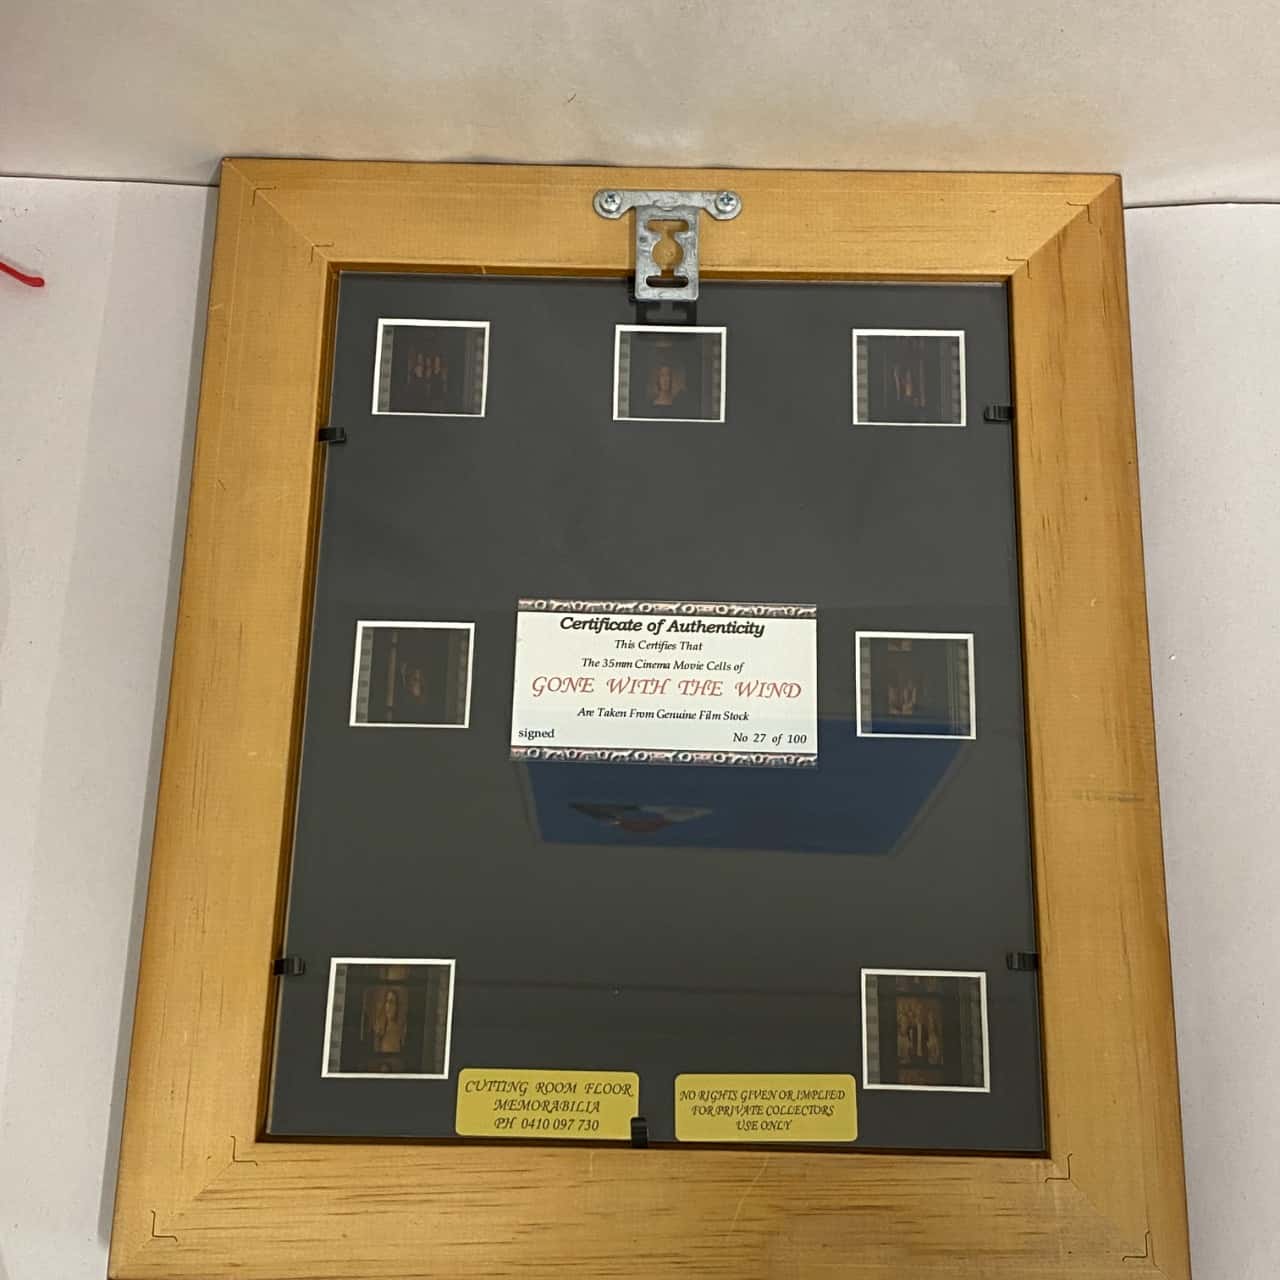 Certificate of Authenticity
This Certifies That
The 35mm Cinema Movie Cells of
GONE WITH THE WIND
Are Taken From Genuine Film Stock
signed
No 27 of 100
CUTTING ROOM FLOOR
MEMORABILIA
PH 0410 097 730
NO RIGHTS GIVEN OR IMPLIED
FOR PRIVATE COLLECTORS
USE ONLY